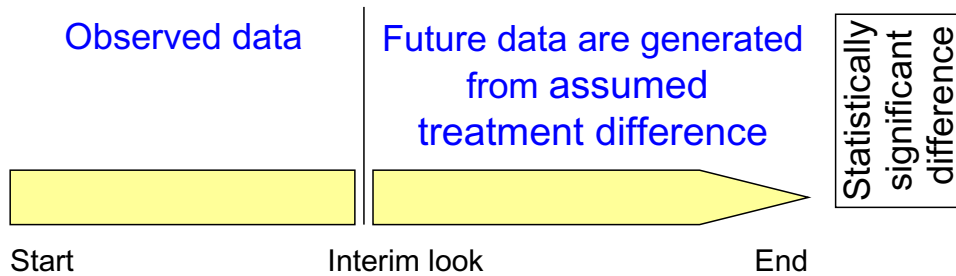 Observed data
Future data are generated
from assumed
treatment difference
Statistically
significant
difference
Start
Interim look
End